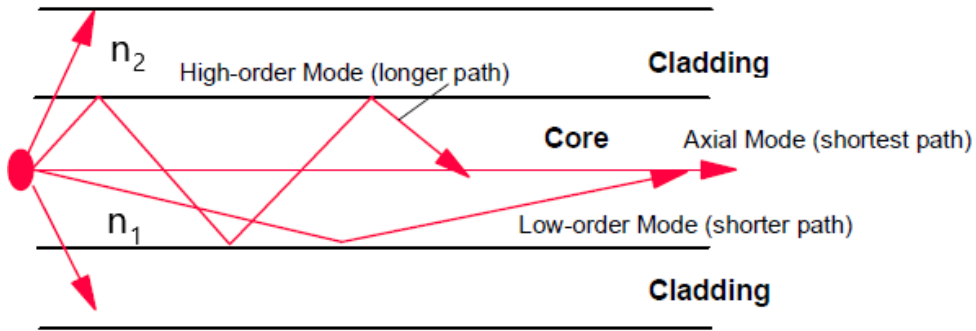 n₂
Cladding
High-order Mode (longer path)
Core
Axial Mode (shortest path)
n₁
Low-order Mode (shorter path)
Cladding